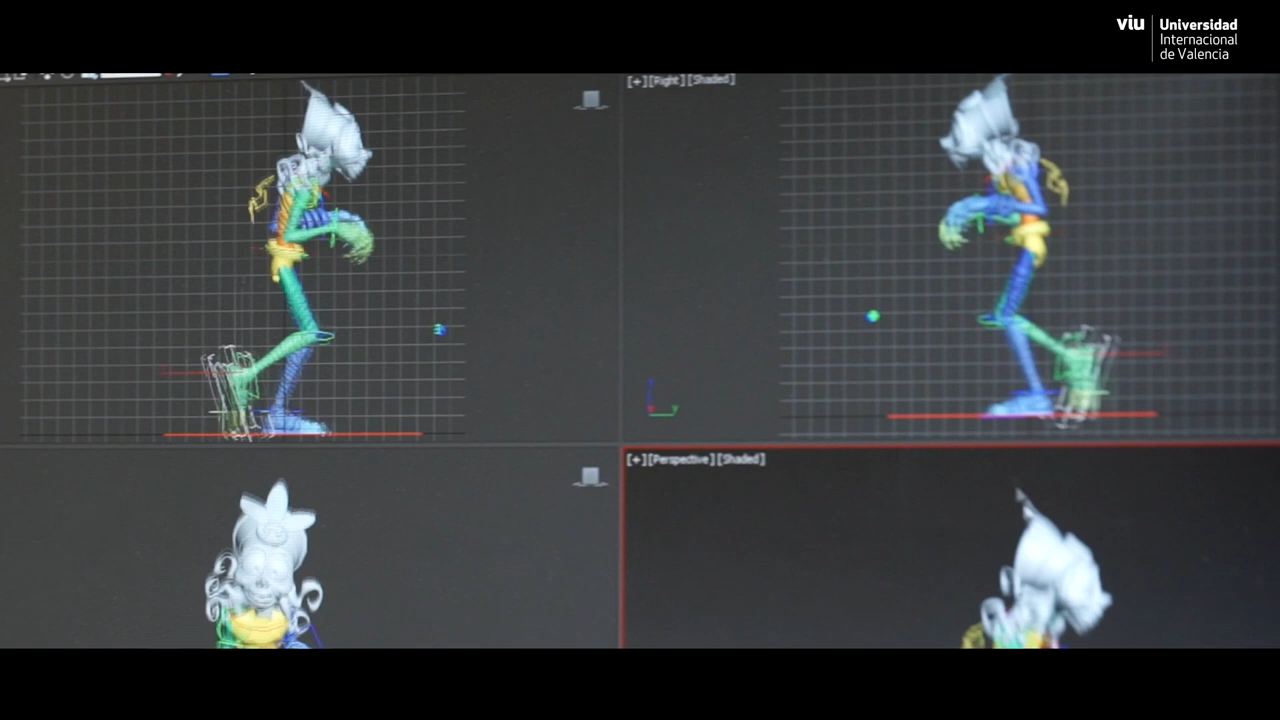 viu
Universidad
Internacional
de Valencia
[+][Right][Shaded]
[+][Perspective][Shaded]